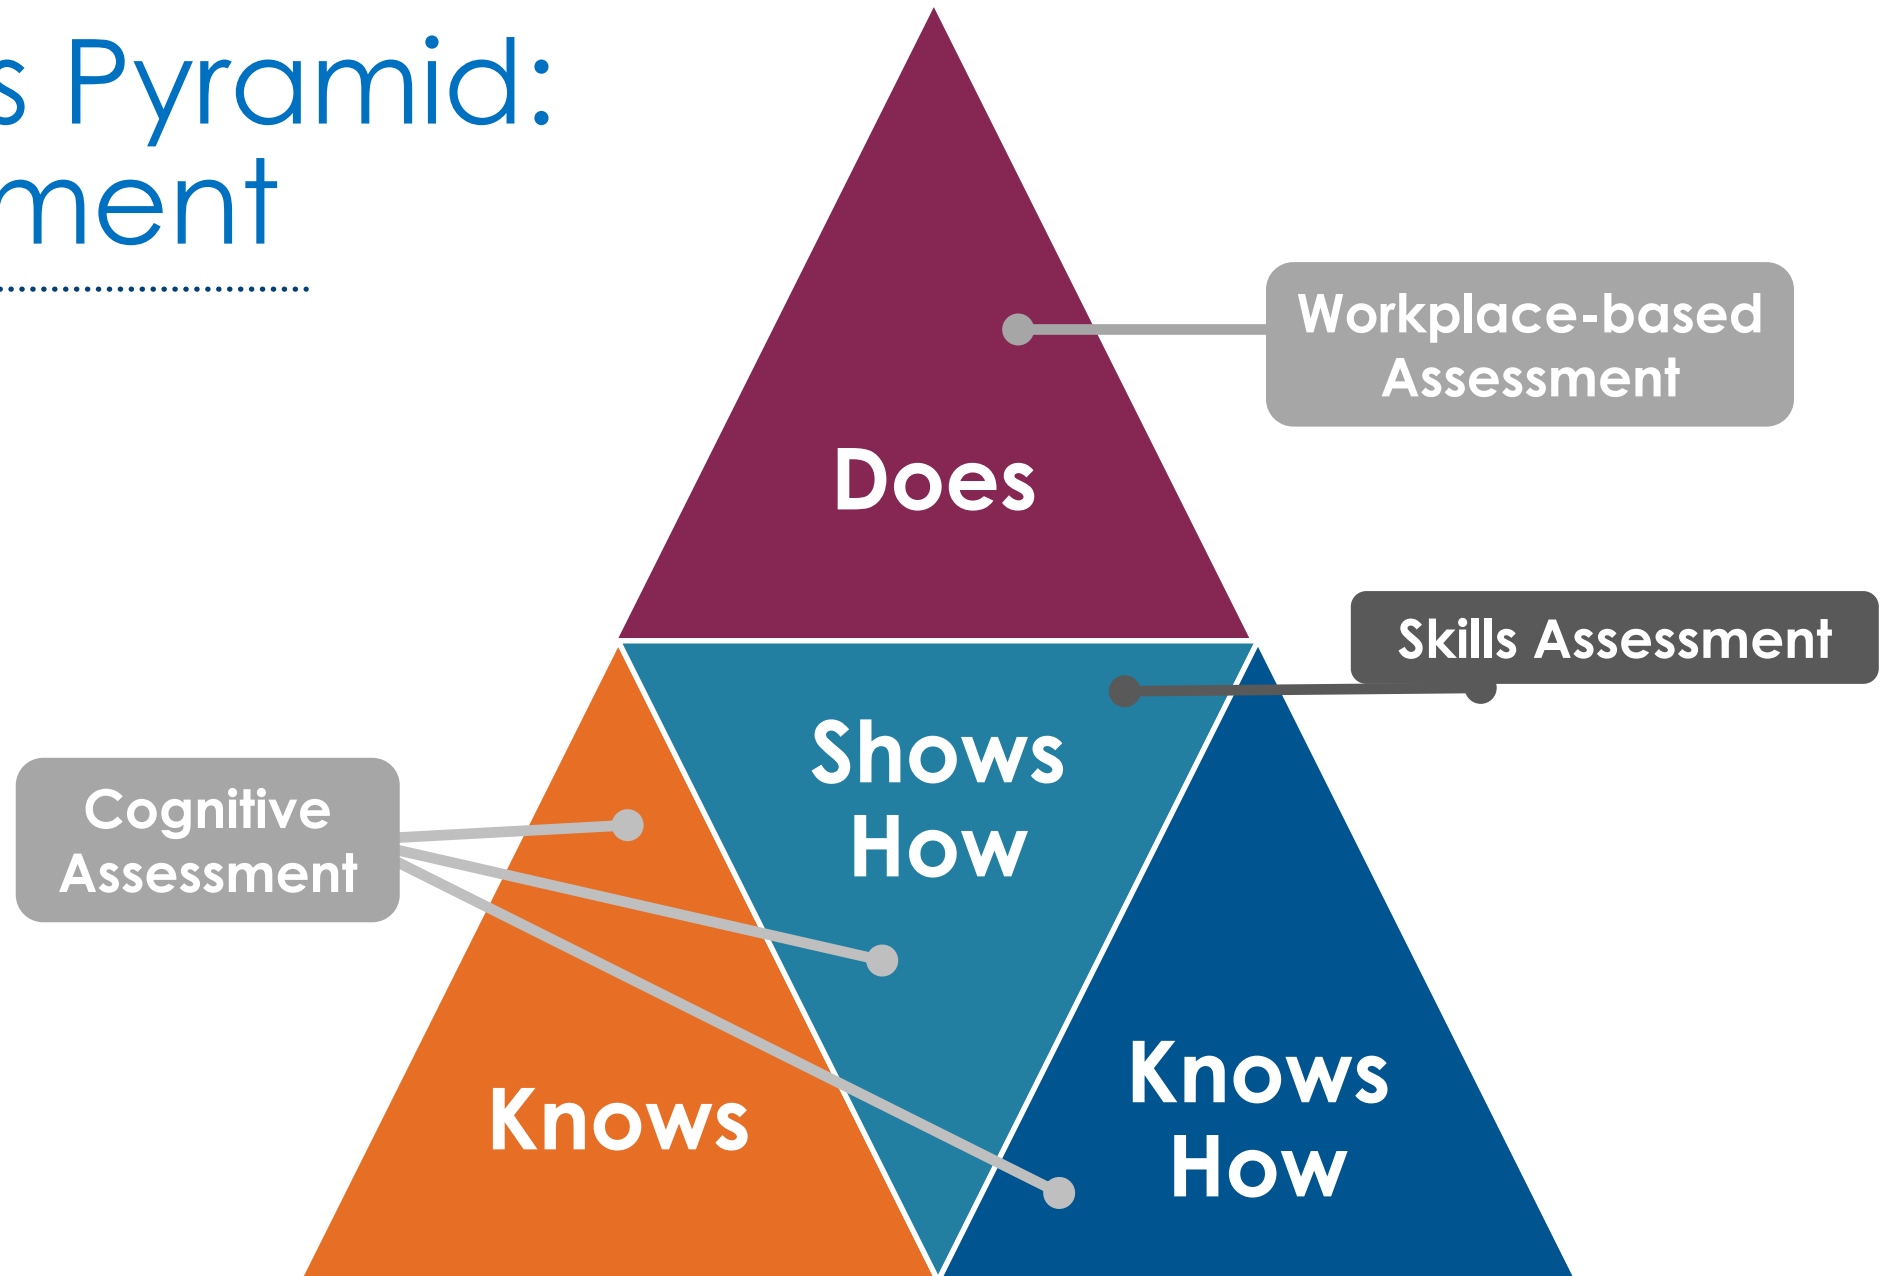 s Pyramid:
ment
Workplace-based
Assessment
Does
Skills Assessment
Shows
How
Cognitive
Assessment
Knows
How
Knows